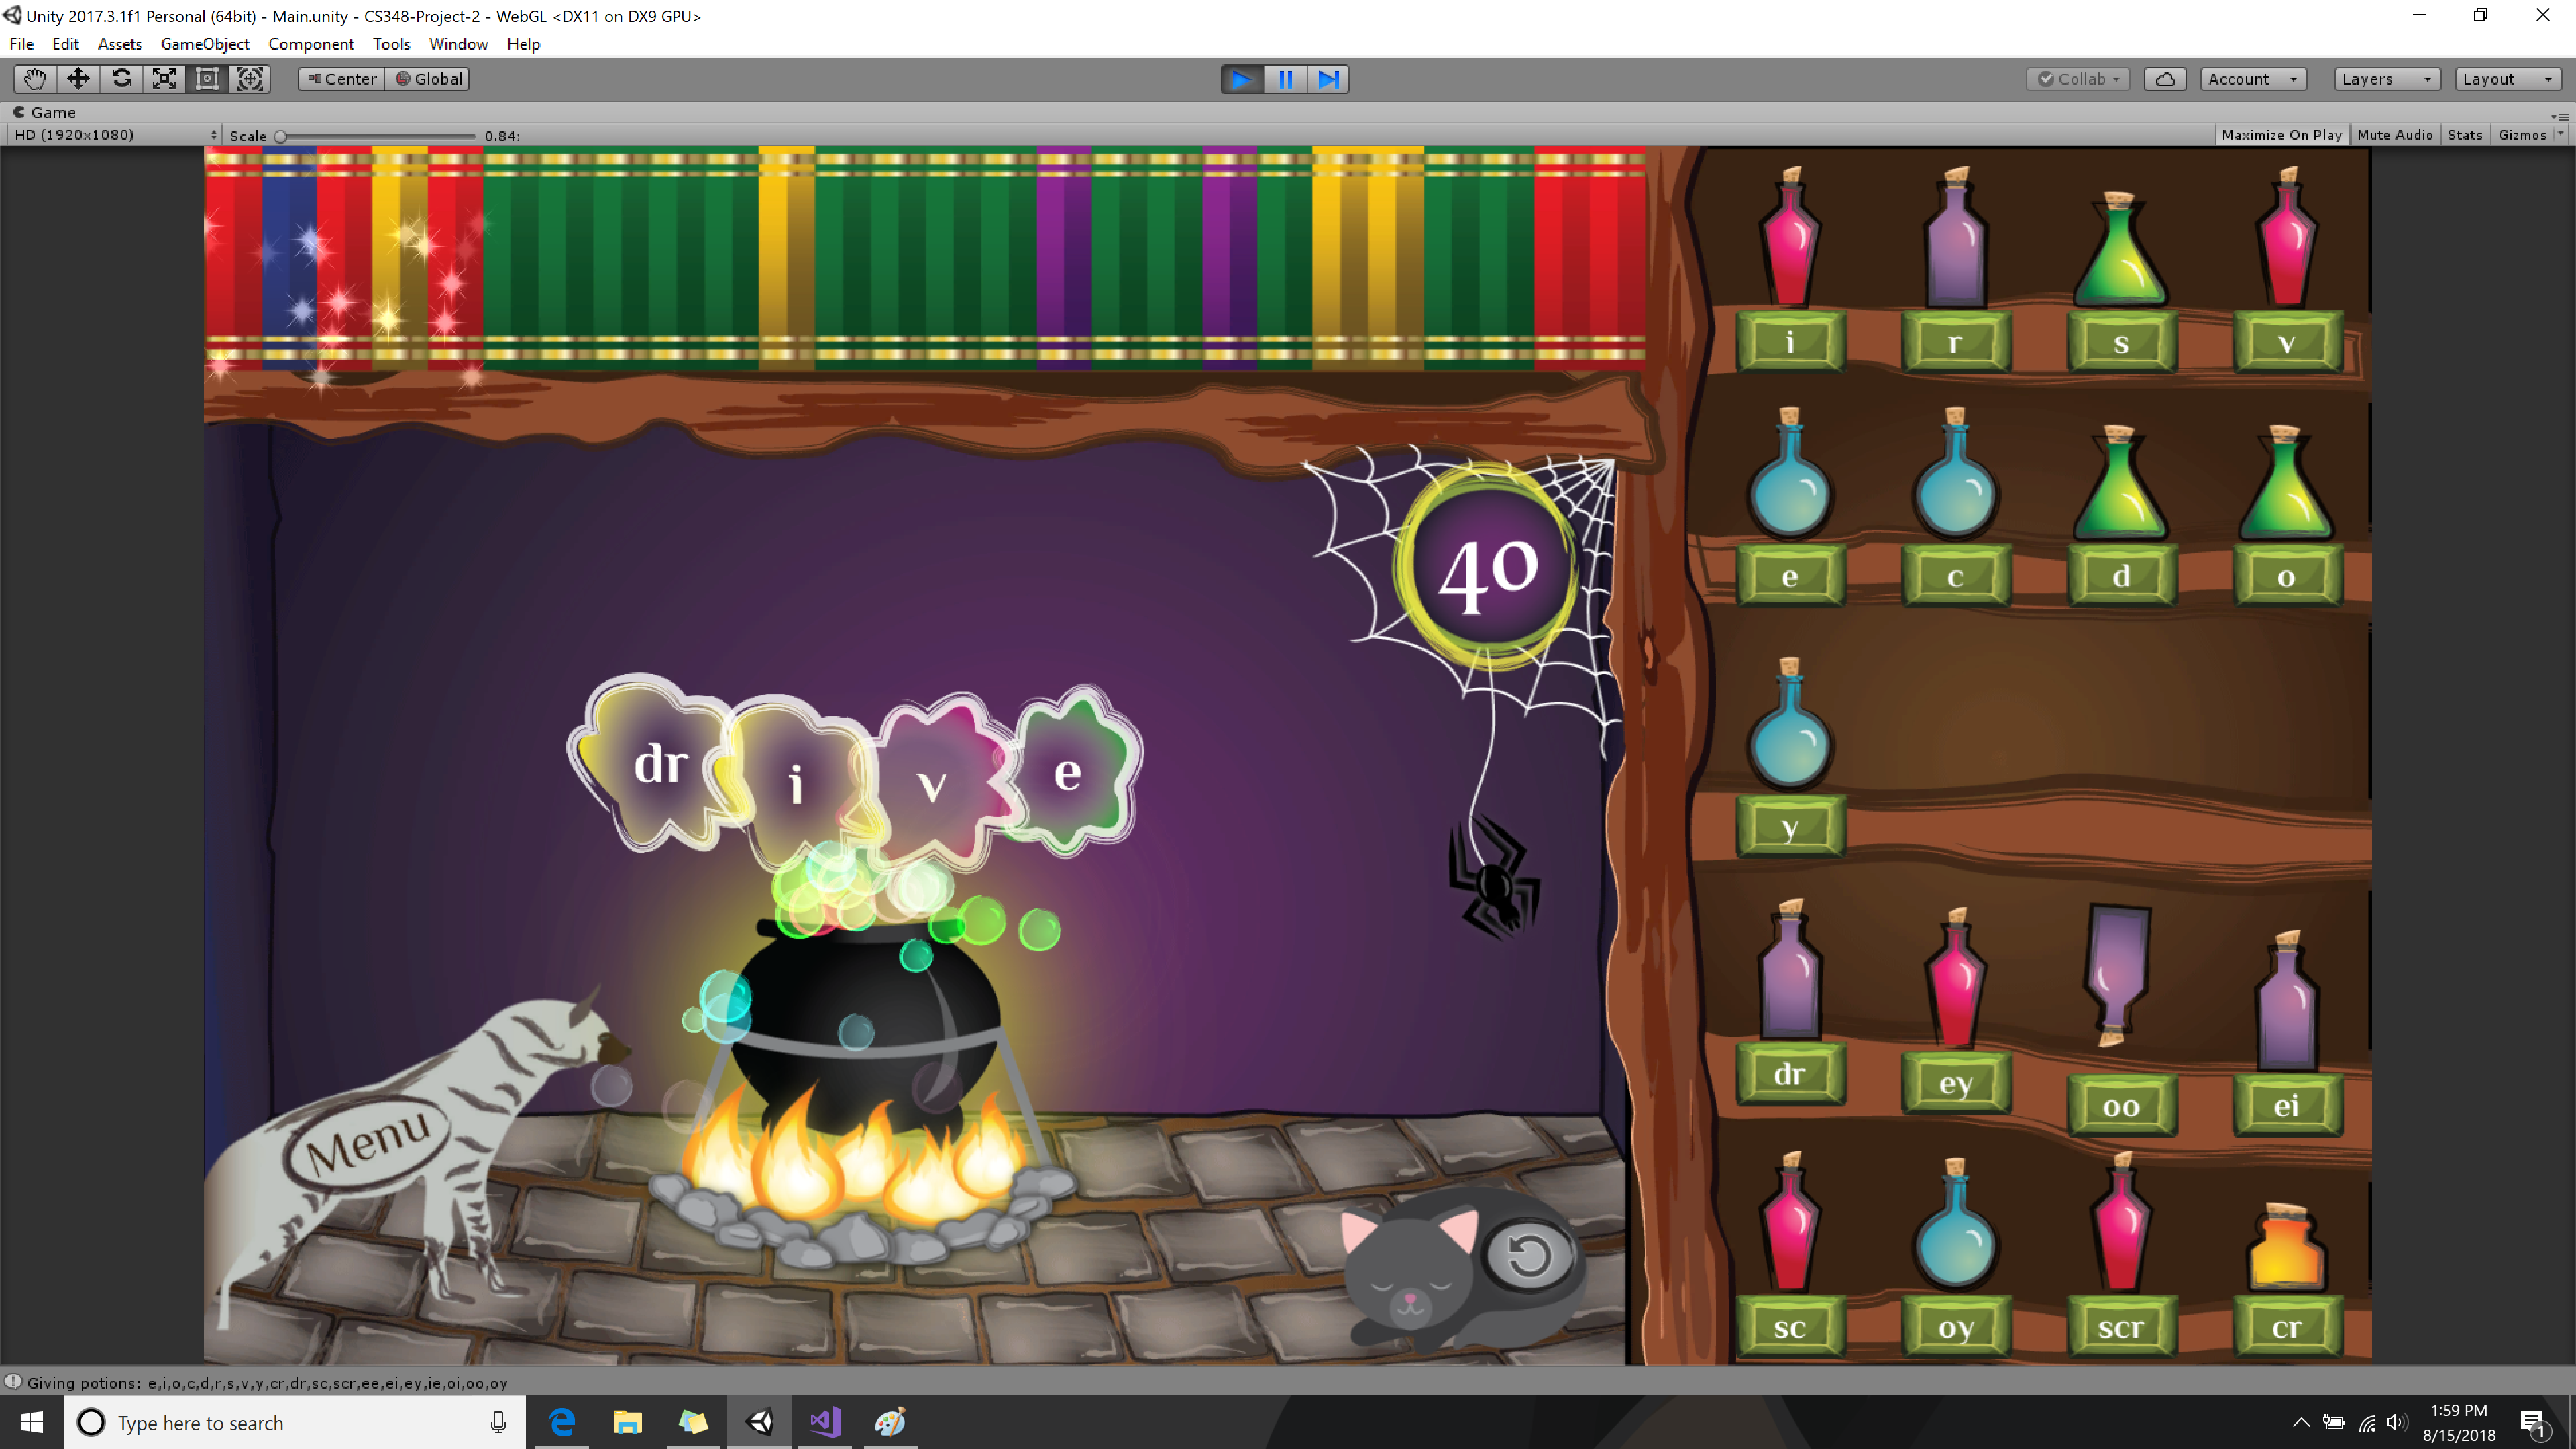 Unity 2017.3.1f1 Personal (64bit) - Main.unity - CS348-Project-2 - WebGL <DX11 on DX9 GPU>
File Edit Assets GameObject Component Tools Window Help
Center Global Collab Account Layers Layout
Game
HD (1920x1080) Scale 0.84: Maximize On Play Mute Audio Stats Gizmos
i r s v
40
e c d o
dr i v e
y
dr ey oo ei
Menu
sc oy scr cr
Giving potions: e,i,o,c,d,r,s,v,y,cr,dr,sc,scr,ee,ei,ey,ie,oi,oo,oy
Type here to search
1:59 PM
8/15/2018
1